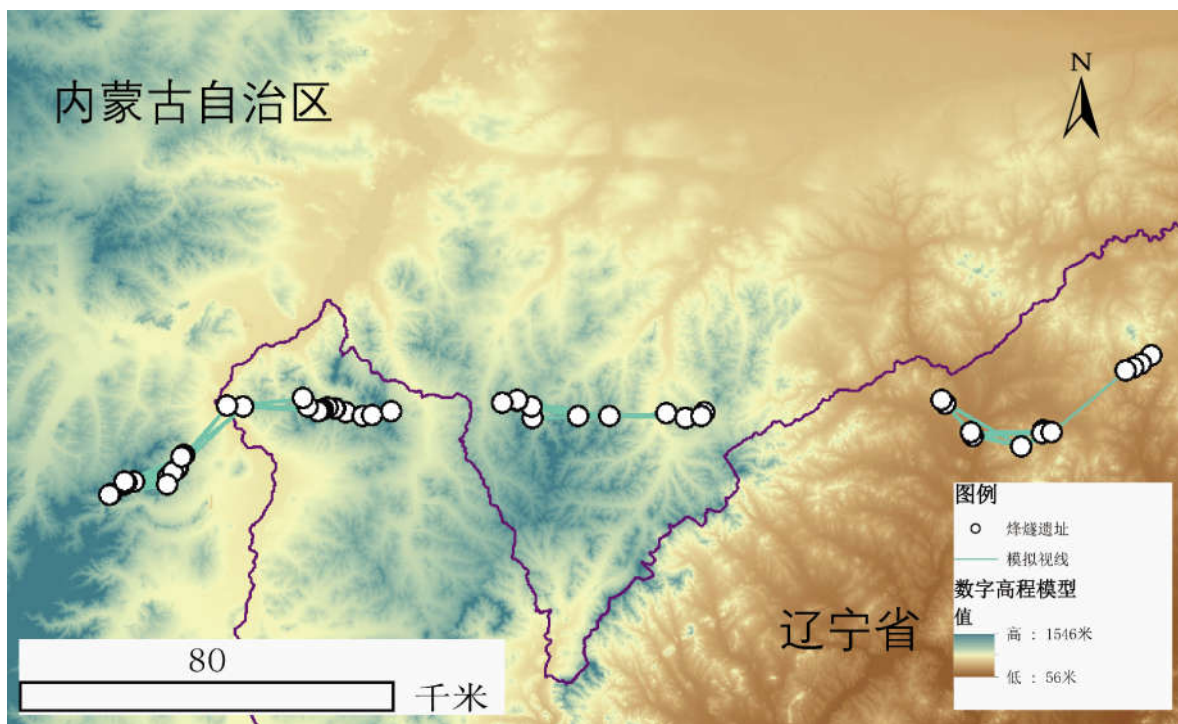 内蒙古自治区
N
图例
烽燧遗址
模拟视线
数字高程模型
值
高 : 1546米
低 : 56米
辽宁省
80
千米